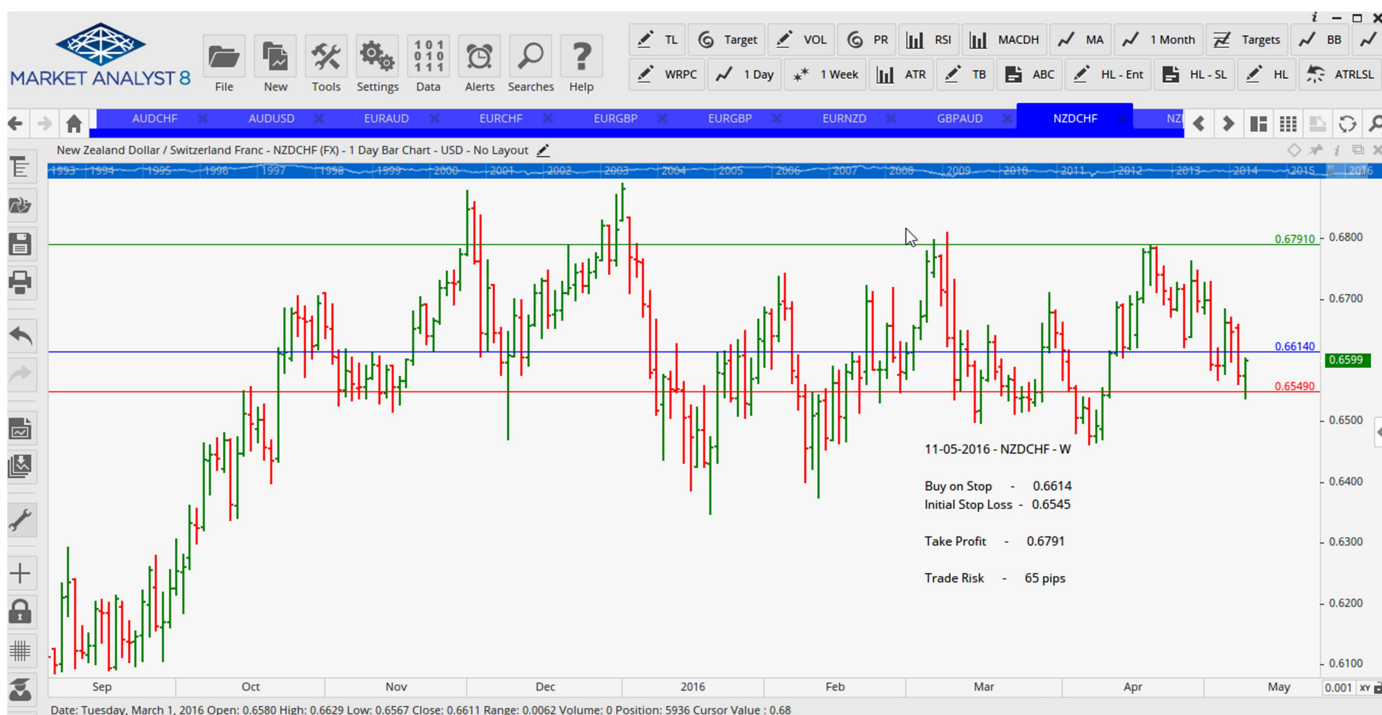 MARKET ANALYST 8
File New Tools Settings Data Alerts Searches Help
TL Target VOL PR RSI MACDH MA 1 Month Targets BB
WRPC 1 Day 1 Week ATR TB ABC HL - Ent HL - SL HL ATRLSL
AUDCHF AUDUSD EURAUD EURCHF EURGBP EURGBP EURNZD GBPAUD NZDCHF
New Zealand Dollar / Switzerland Franc - NZDCHF (FX) - 1 Day Bar Chart - USD - No Layout
1993 1994 1995 1996 1997 1998 1999 2000 2001 2002 2003 2004 2005 2006 2007 2008 2009 2010 2011 2012 2013 2014 2015 2016
0.67910 0.6800
0.6700
0.66140
0.6599
0.65490
0.6500
11-05-2016 - NZDCHF - W
Buy on Stop - 0.6614
0.6400
Initial Stop Loss - 0.6545
Take Profit - 0.6791
0.6300
Trade Risk - 65 pips
0.6200
0.6100
Sep Oct Nov Dec 2016 Feb Mar Apr May 0.001 XY
Date: Tuesday, March 1, 2016 Open: 0.6580 High: 0.6629 Low: 0.6567 Close: 0.6611 Range: 0.0062 Volume: 0 Position: 5936 Cursor Value : 0.68